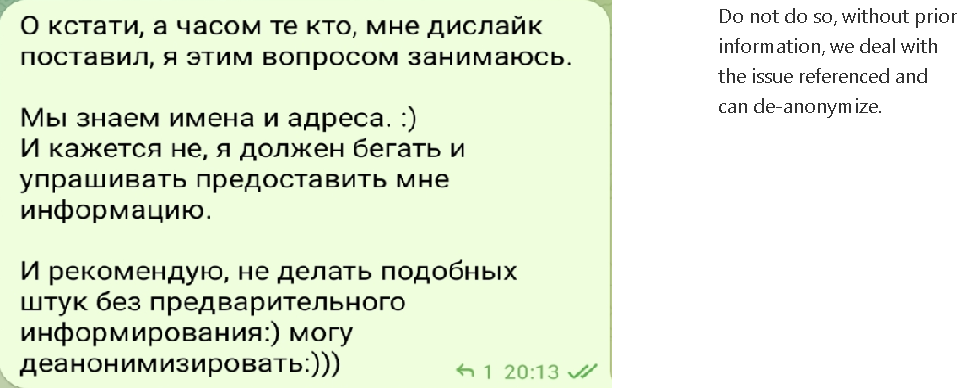 О кстати, а часом те кто, мне дислайк
поставил, я этим вопросом занимаюсь.
Мы знаем имена и адреса. :)
И кажется не, я должен бегать и
упрашивать предоставить мне
информацию.
И рекомендую, не делать подобных
штук без предварительного
информирования:) могу
деанонимизировать:)))
1 20:13
Do not do so, without prior
information, we deal with
the issue referenced and
can de-anonymize.